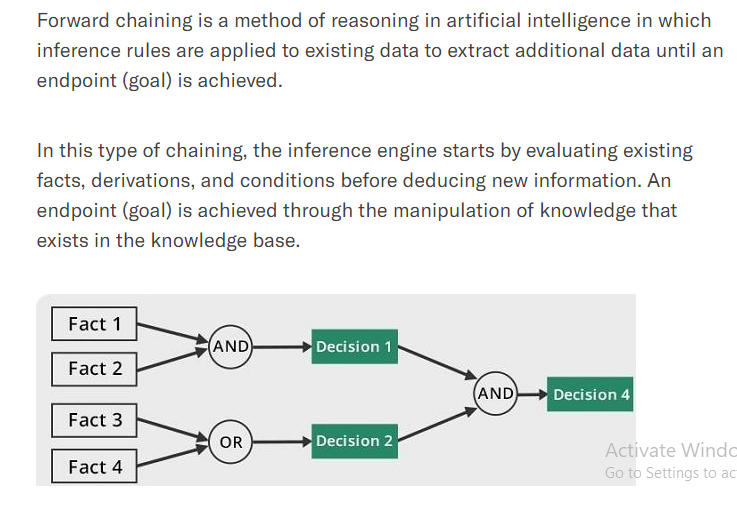 Forward chaining is a method of reasoning in artificial intelligence in which
inference rules are applied to existing data to extract additional data until an
endpoint (goal) is achieved.
In this type of chaining, the inference engine starts by evaluating existing
facts, derivations, and conditions before deducing new information. An
endpoint (goal) is achieved through the manipulation of knowledge that
exists in the knowledge base.
Fact 1
Fact 2
AND
Decision 1
Fact 3
Fact 4
OR
Decision 2
AND
Decision 4
Activate Windo
Go to Settings to ac